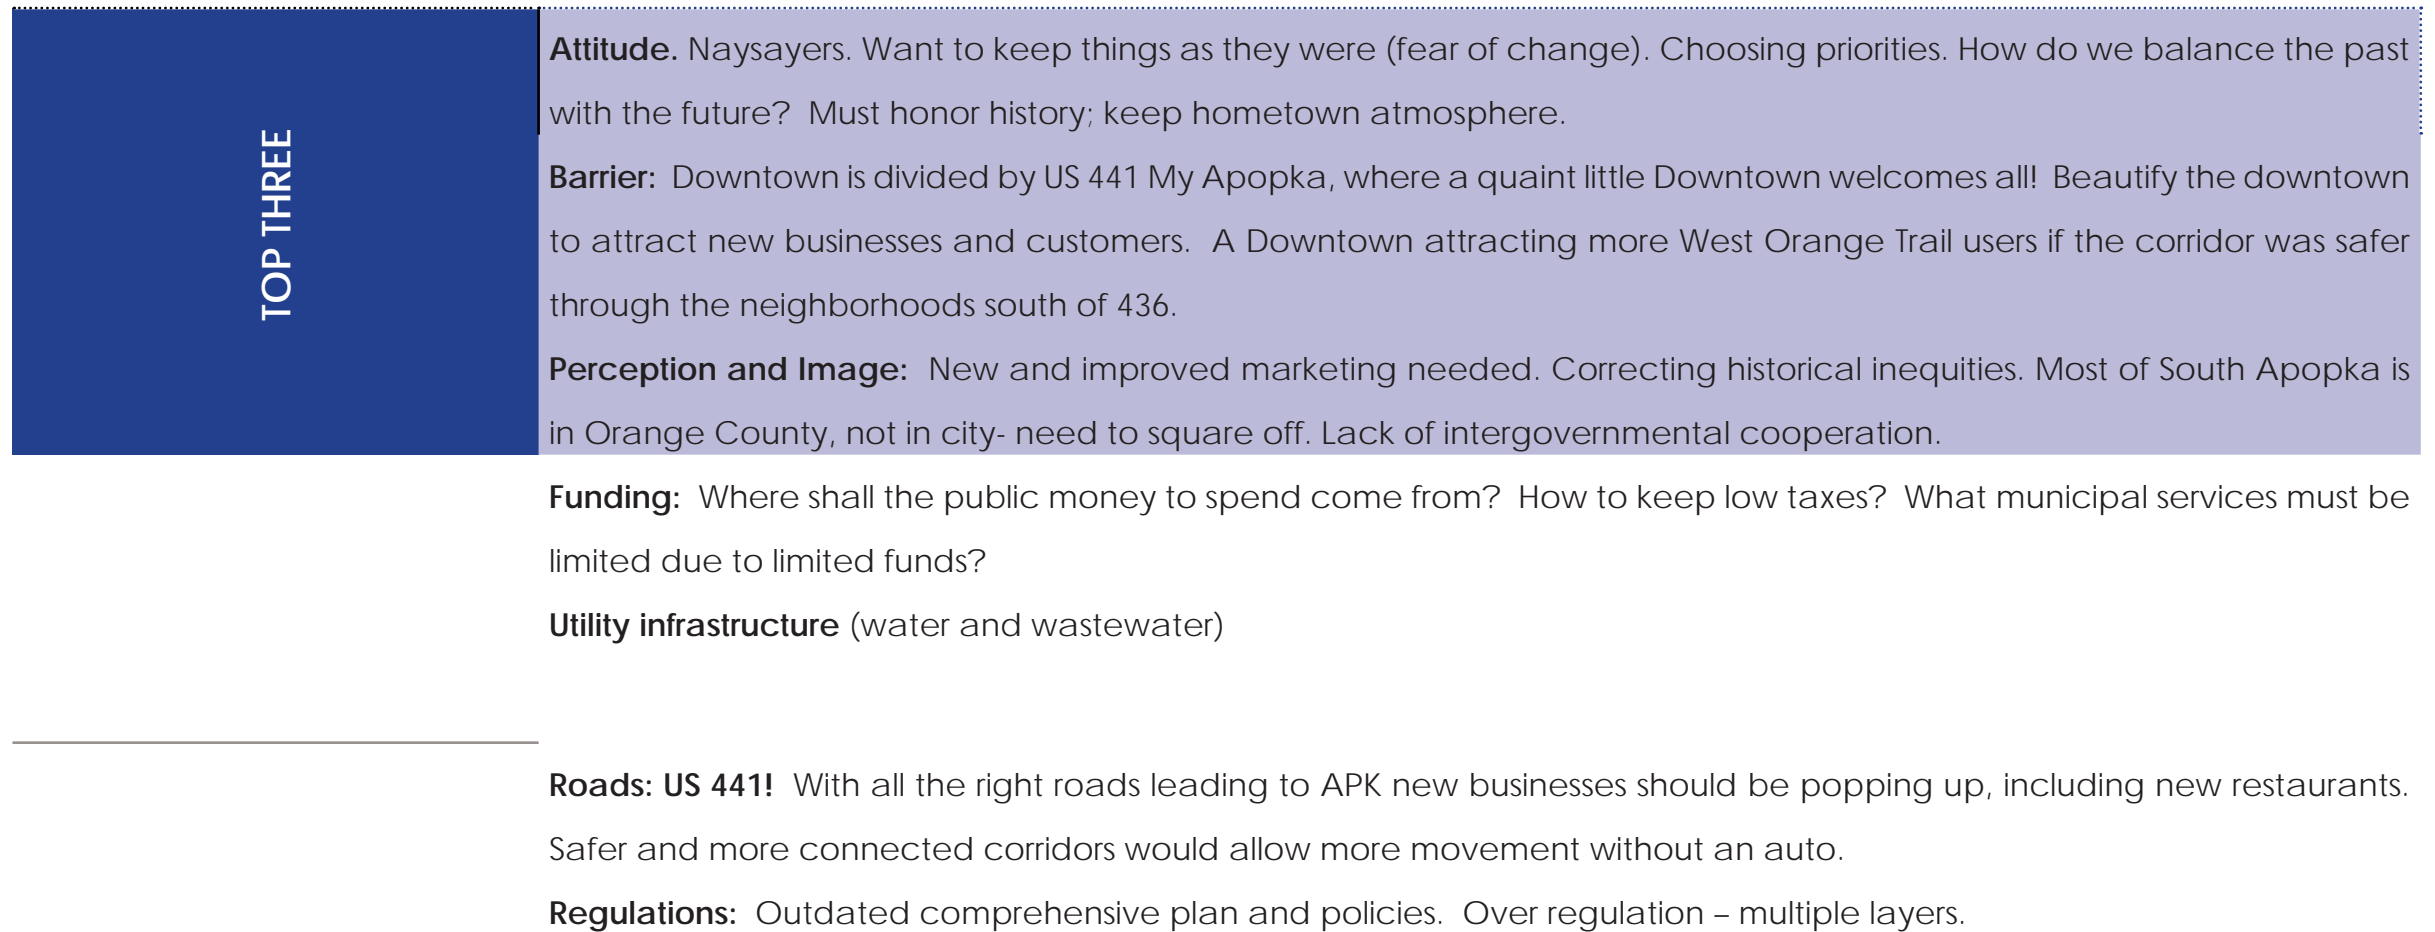 TOP THREE
Attitude. Naysayers. Want to keep things as they were (fear of change). Choosing priorities. How do we balance the past
with the future?  Must honor history; keep hometown atmosphere.
Barrier:  Downtown is divided by US 441 My Apopka, where a quaint little Downtown welcomes all!  Beautify the downtown
to attract new businesses and customers.  A Downtown attracting more West Orange Trail users if the corridor was safer
through the neighborhoods south of 436.
Perception and Image:  New and improved marketing needed. Correcting historical inequities. Most of South Apopka is
in Orange County, not in city- need to square off. Lack of intergovernmental cooperation.
Funding:  Where shall the public money to spend come from?  How to keep low taxes?  What municipal services must be
limited due to limited funds?
Utility infrastructure (water and wastewater)
Roads: US 441!  With all the right roads leading to APK new businesses should be popping up, including new restaurants.
Safer and more connected corridors would allow more movement without an auto.
Regulations:  Outdated comprehensive plan and policies.  Over regulation – multiple layers.